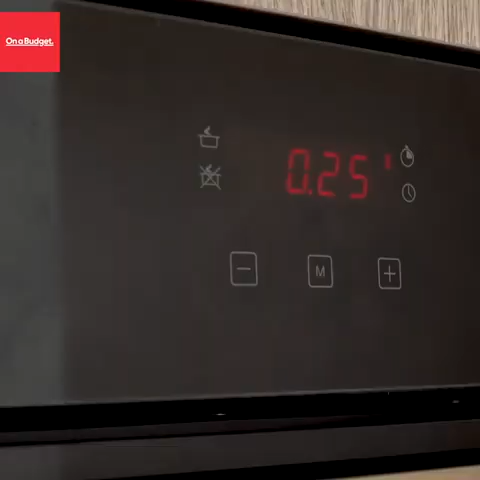 On a Budget.
0.25'
− M +